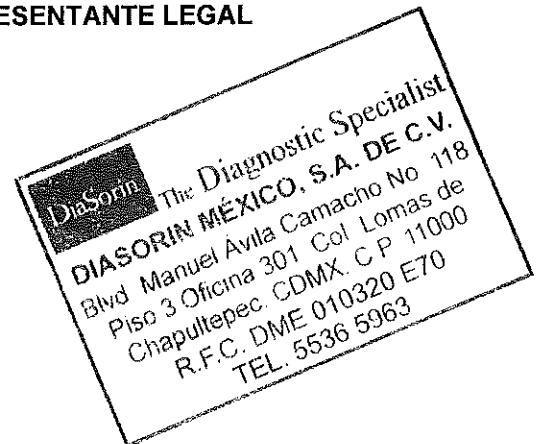 ESENTANTE LEGAL
DiaSorin The Diagnostic Specialist
DIASORIN MÉXICO, S.A. DE C.V.
Blvd Manuel Avila Camacho No 118
Piso 3 Oficina 301 Col Lomas de
Chapultepec. CDMX. C P 11000
R.F.C. DME 010320 E70
TEL. 5536 5963